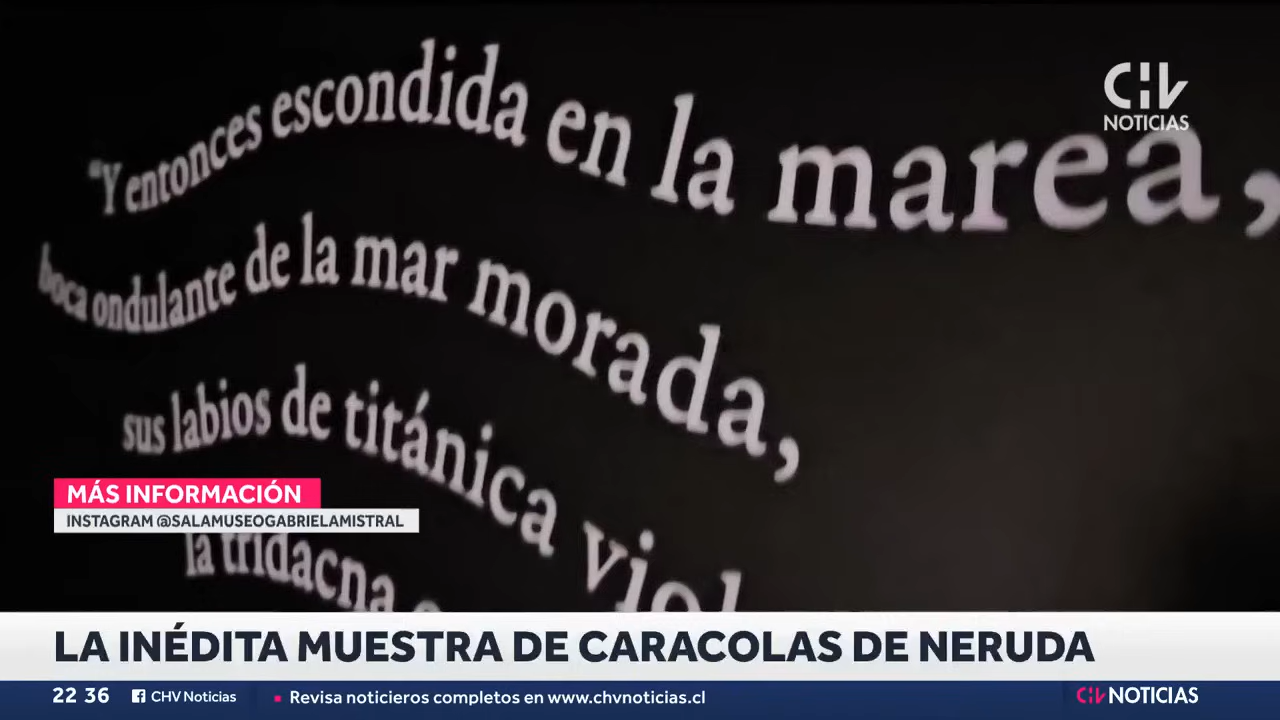 CHV
NOTICIAS
“Y entonces escondida en la marea,
boca ondulante de la mar morada,
sus labios de titánica
la tridacna
MÁS INFORMACIÓN
INSTAGRAM @SALAMUSEOGABRIELAMISTRAL
LA INÉDITA MUESTRA DE CARACOLAS DE NERUDA
22 36 CHV Noticias Revisa noticieros completos en www.chvnoticias.cl CHV NOTICIAS